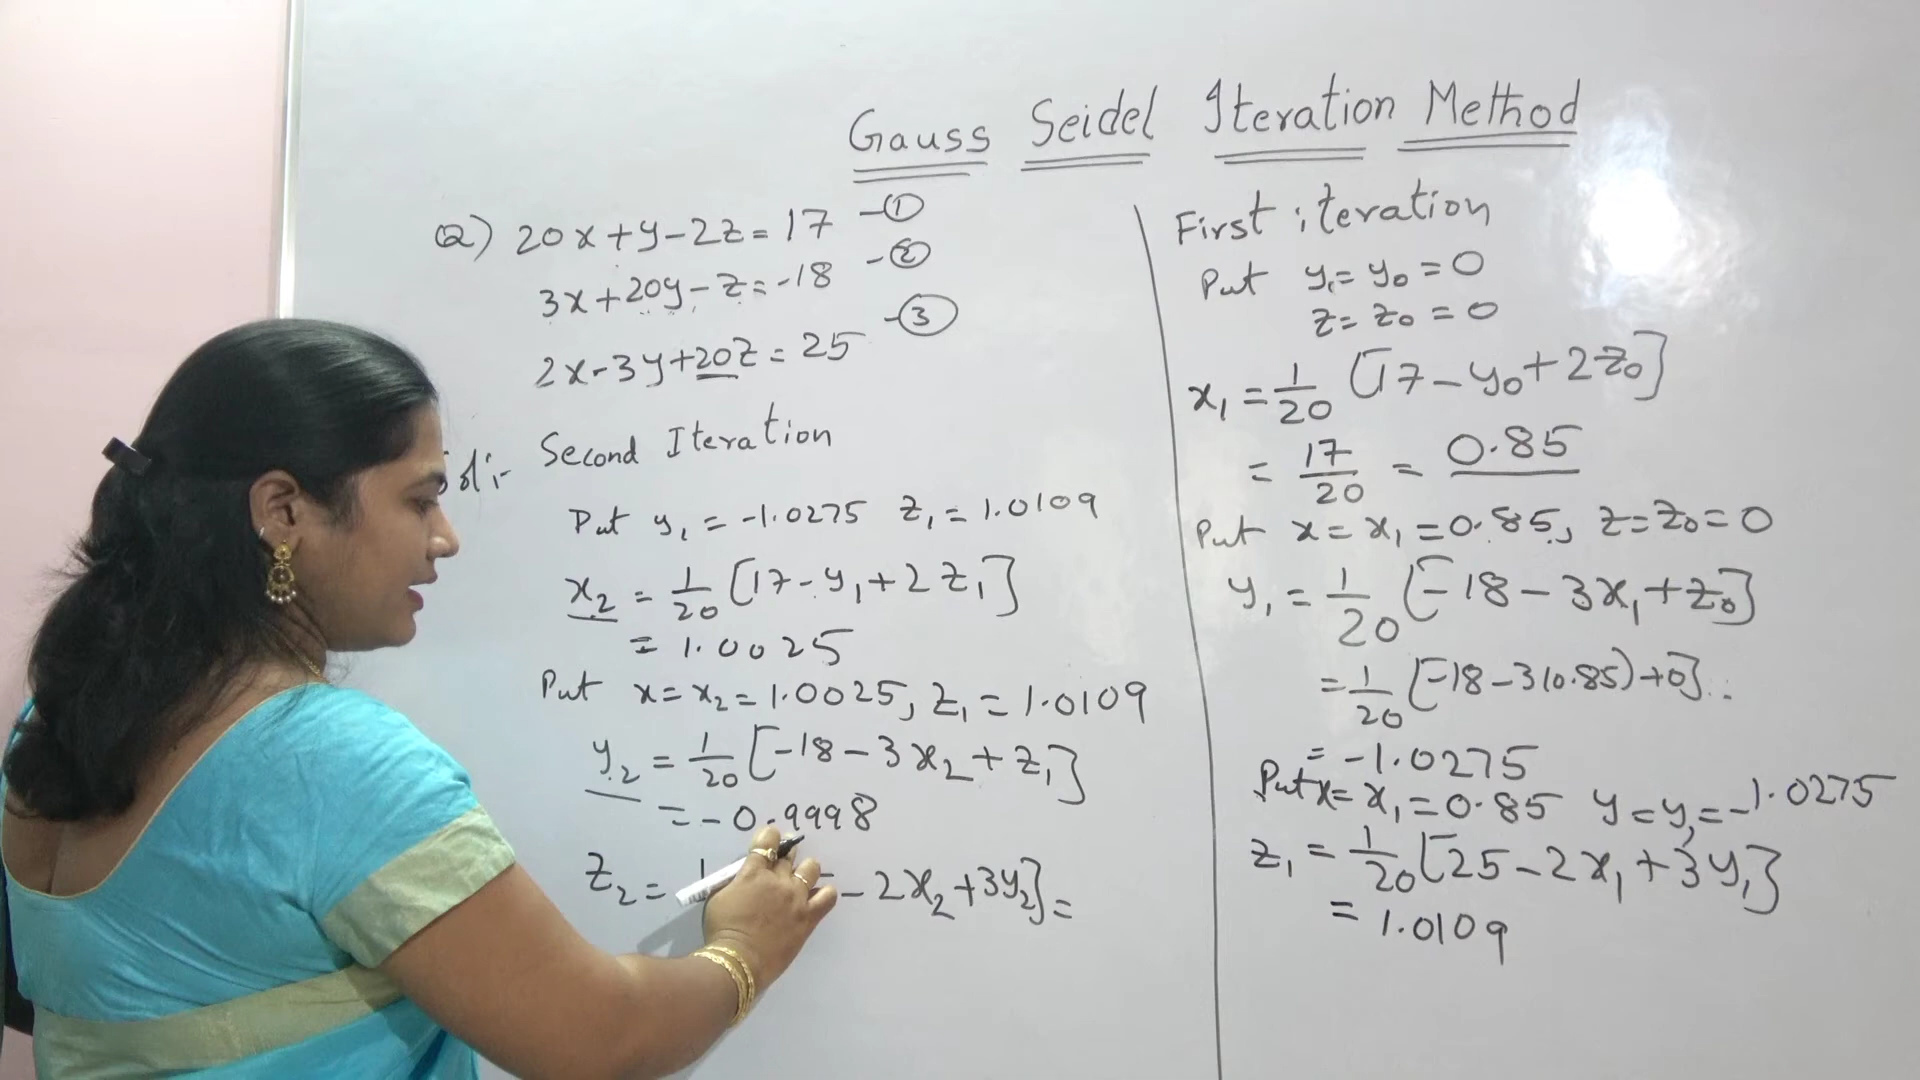 Gauss Seidel Iteration Method
Q) 20x+y-2z=17 -①
3x+20y-z=-18 -②
2x-3y+20z=25 -③
Second Iteration
Put y₁=-1.0275 z₁=1.0109
x₂ = 1/20 [17-y₁+2z₁]
= 1.0025
Put x=x₂=1.0025, z₁=1.0109
y₂ = 1/20 [-18-3x₂+z₁]
= -0.9998
z₂ = - 2x₂+3y₂] =
First iteration
Put y₁=y₀=0
z=z₀=0
x₁ = 1/20 [17-y₀+2z₀]
= 17/20 = 0.85
Put x=x₁=0.85, z=z₀=0
y₁ = 1/20 [-18-3x₁+z₀]
= 1/20 [-18-3(0.85)+0]
= -1.0275
Put x=x₁=0.85 y=y₁=-1.0275
z₁ = 1/20 [25-2x₁+3y₁]
= 1.0109